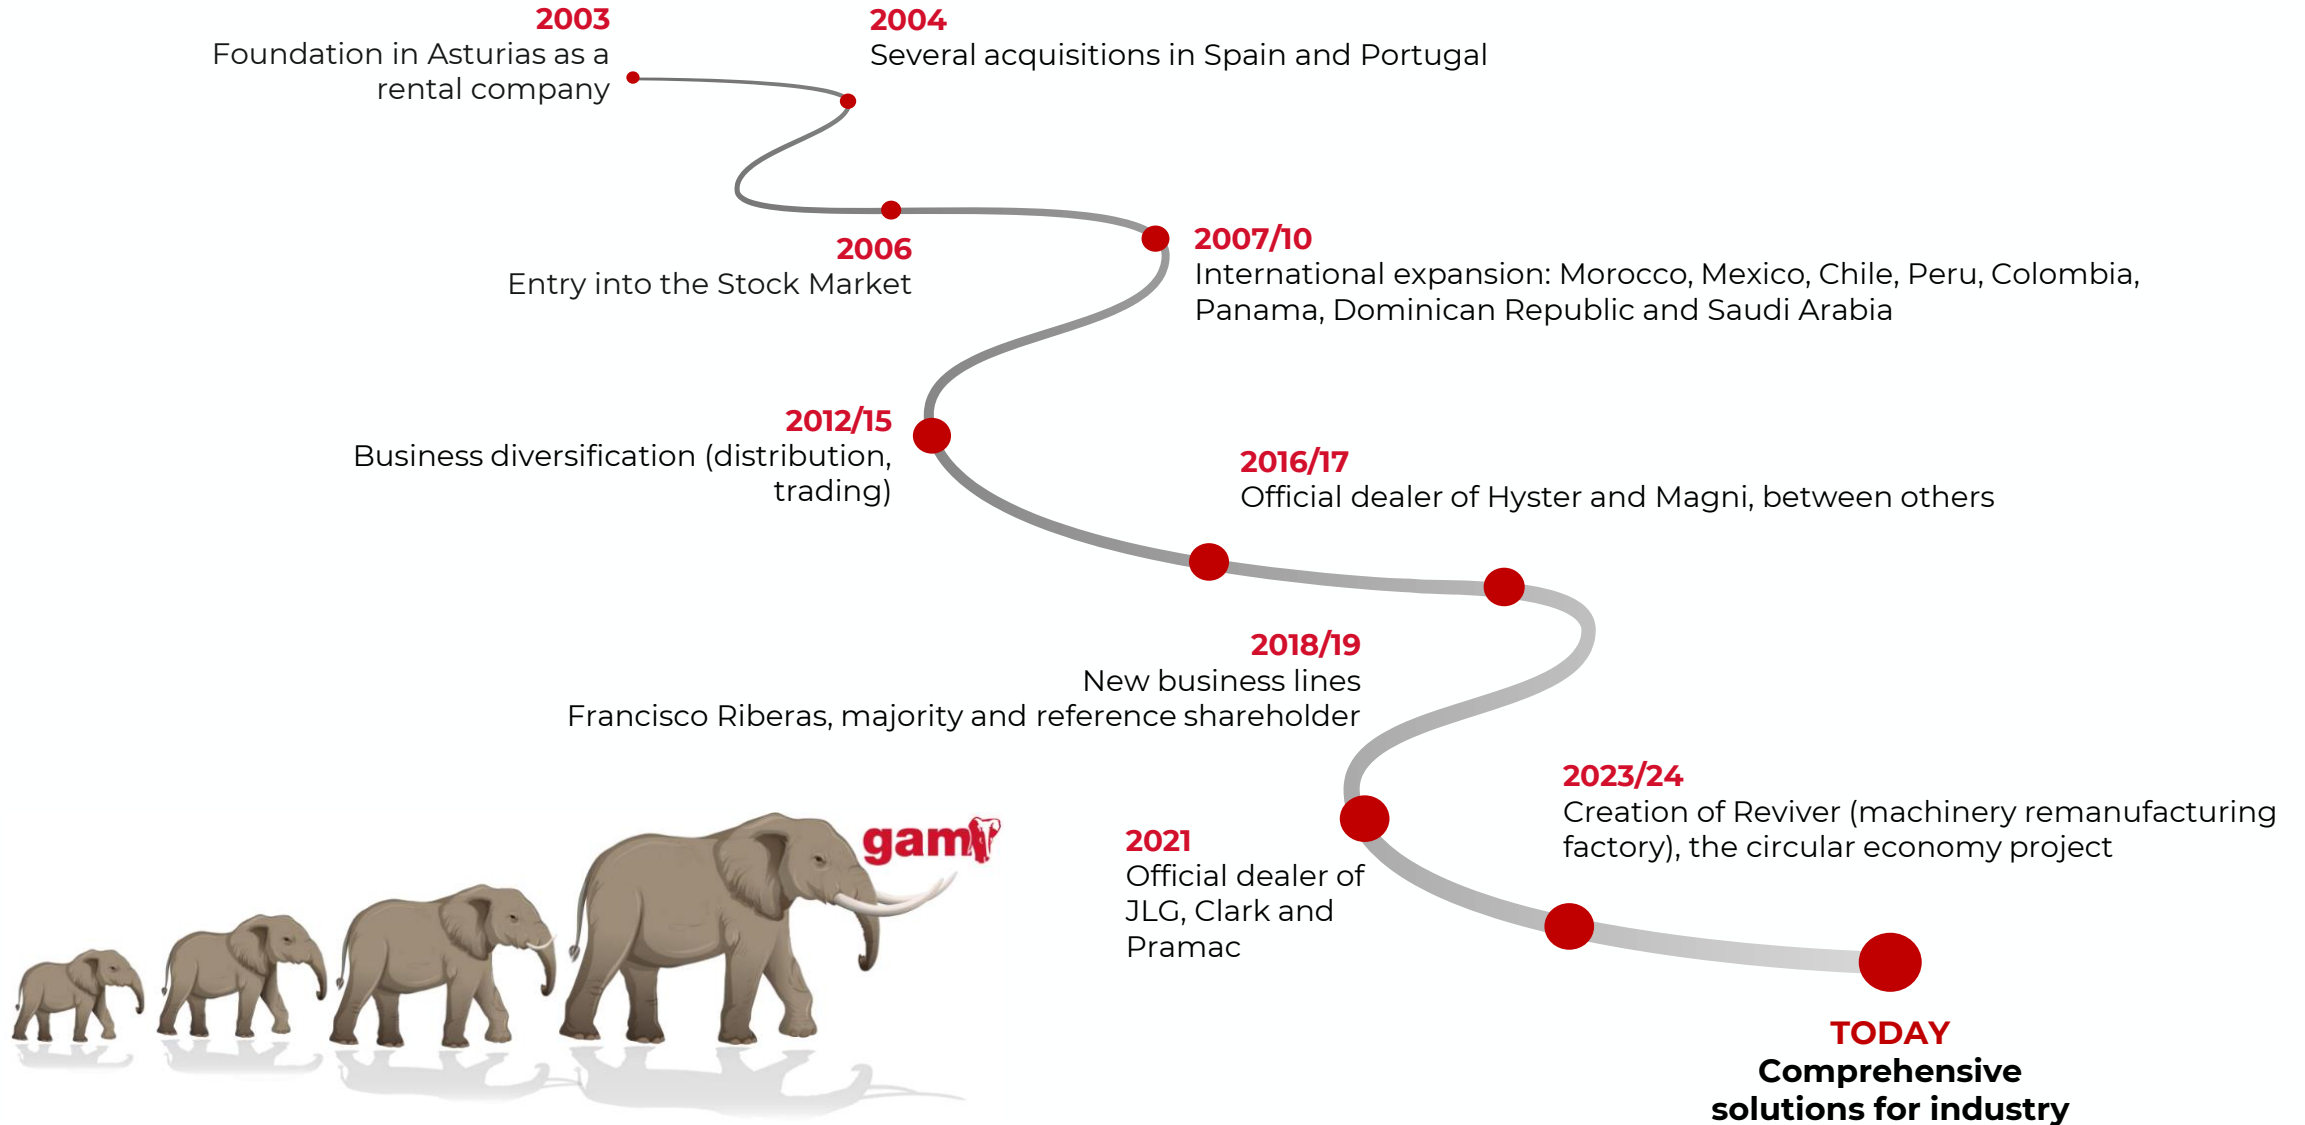 2003
Foundation in Asturias as a
rental company
2004
Several acquisitions in Spain and Portugal
2006
Entry into the Stock Market
2007/10
International expansion: Morocco, Mexico, Chile, Peru, Colombia,
Panama, Dominican Republic and Saudi Arabia
2012/15
Business diversification (distribution,
trading)
2016/17
Official dealer of Hyster and Magni, between others
2018/19
New business lines
Francisco Riberas, majority and reference shareholder
2021
Official dealer of
JLG, Clark and
Pramac
2023/24
Creation of Reviver (machinery remanufacturing
factory), the circular economy project
gam
TODAY
Comprehensive
solutions for industry